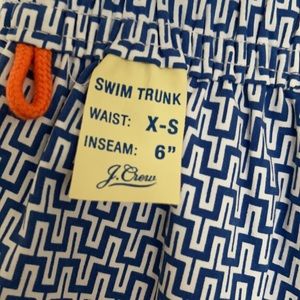 SWIM TRUNK
WAIST: X-S
INSEAM: 6"
J.Crew